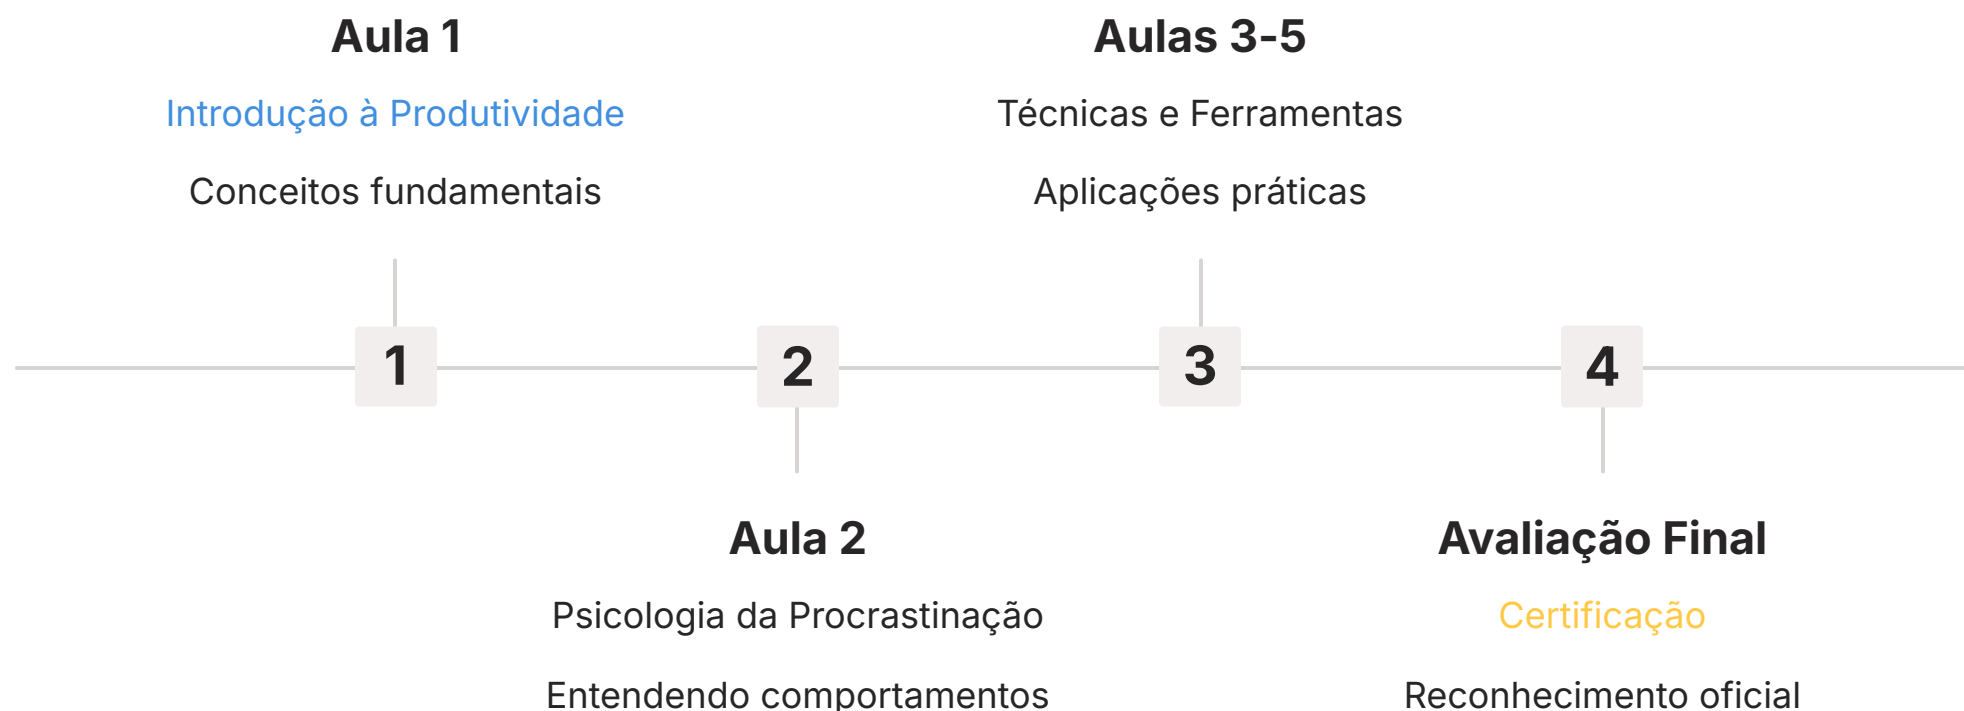 Aula 1
Introdução à Produtividade
Conceitos fundamentais
Aulas 3-5
Técnicas e Ferramentas
Aplicações práticas
1
2
3
4
Aula 2
Psicologia da Procrastinação
Entendendo comportamentos
Avaliação Final
Certificação
Reconhecimento oficial